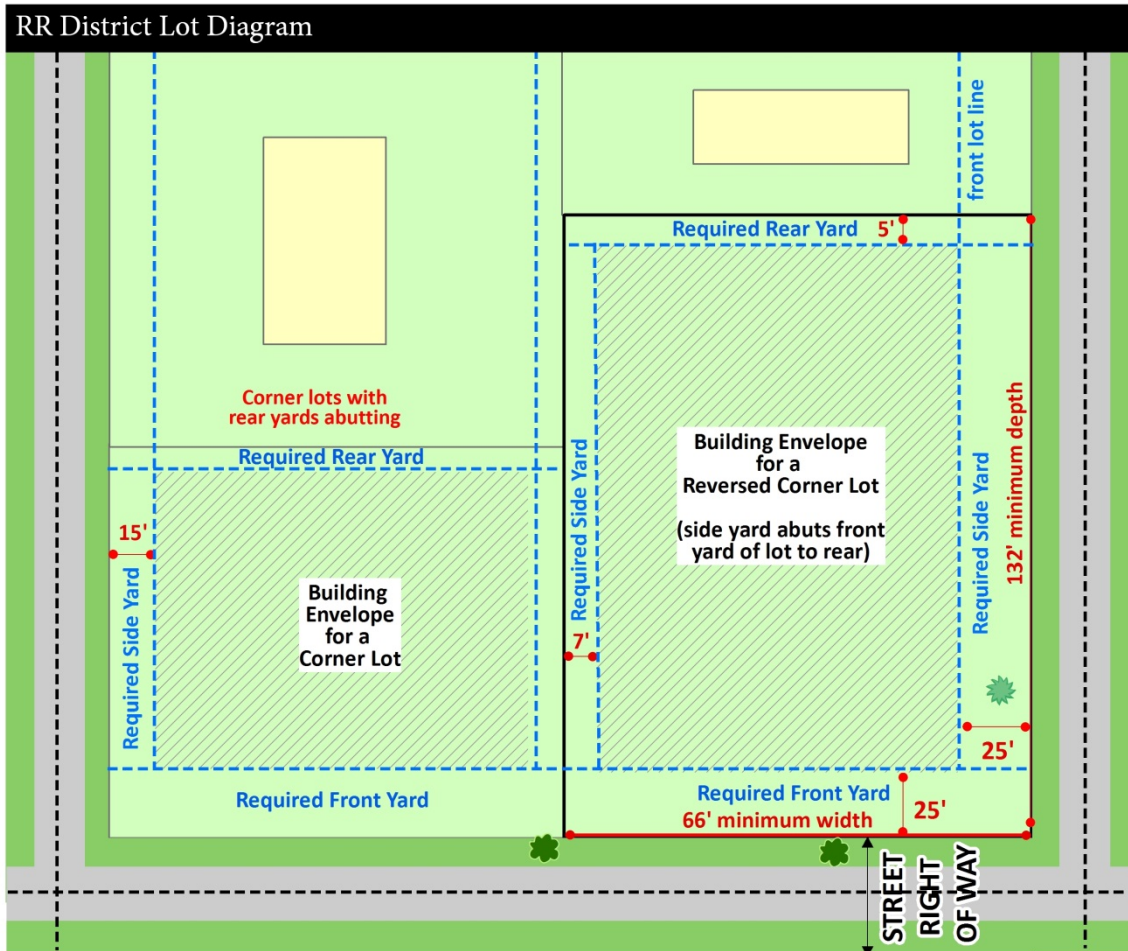 RR District Lot Diagram
front lot line
Required Rear Yard
5'
Corner lots with
rear yards abutting
Required Rear Yard
15'
Required Side Yard
Building
Envelope
for a
Corner Lot
Required Side Yard
7'
Building Envelope
for a
Reversed Corner Lot
(side yard abuts front
yard of lot to rear)
Required Side Yard
132' minimum depth
25'
Required Front Yard
Required Front Yard
25'
66' minimum width
STREET
RIGHT
OF WAY